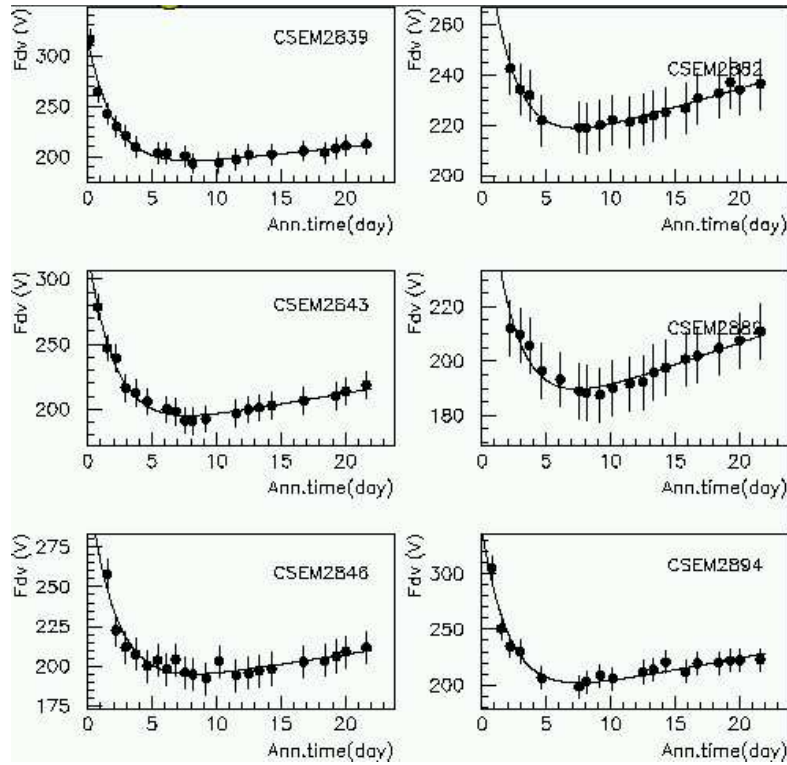 Fdv (V)
CSEM2839
300
250
200
0 5 10 15 20
Ann.time(day)
Fdv (V)
260
240
220
200
0 5 10 15 20
Ann.time(day)
Fdv (V)
CSEM2843
300
250
200
0 5 10 15 20
Ann.time(day)
Fdv (V)
220
200
180
0 5 10 15 20
Ann.time(day)
Fdv (V)
CSEM2846
275
250
225
200
175
0 5 10 15 20
Ann.time(day)
Fdv (V)
CSEM2894
300
250
200
0 5 10 15 20
Ann.time(day)